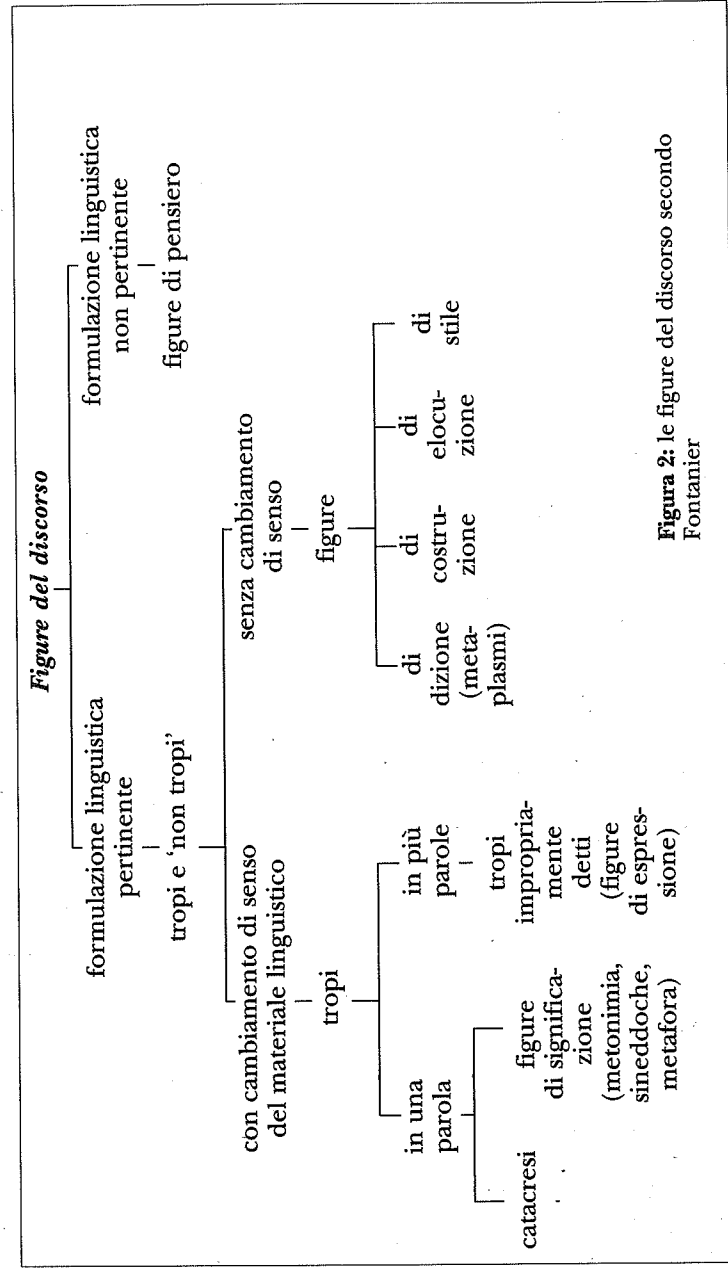 Figure del discorso
formulazione linguistica
pertinente
tropi e ‘non tropi’
con cambiamento di senso
del materiale linguistico
tropi
in una
parola
catacresi
figure
di significa-
zione
(metonimia,
sineddoche,
metafora)
in più
parole
tropi
impropria-
mente
detti
(figure
di espres-
sione)
senza cambiamento
di senso
figure
di
dizione
(meta-
plasmi)
di
costru-
zione
di
elocu-
zione
di
stile
formulazione linguistica
non pertinente
figure di pensiero
Figura 2: le figure del discorso secondo
Fontanier